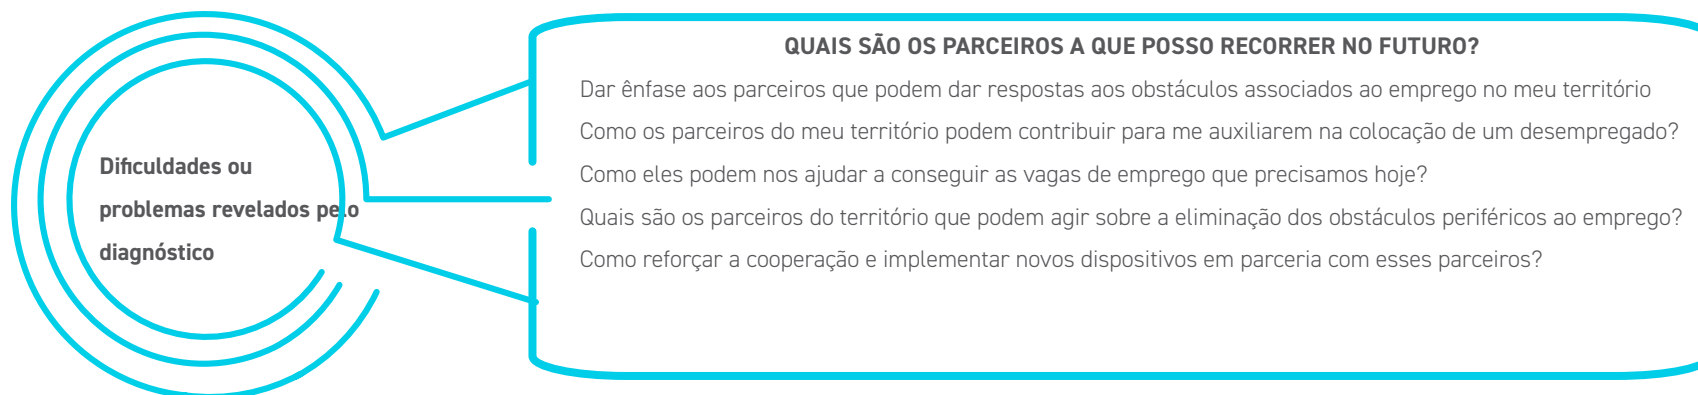 Dificuldades ou
problemas revelados pelo
diagnóstico
QUAIS SÃO OS PARCEIROS A QUE POSSO RECORRER NO FUTURO?
Dar ênfase aos parceiros que podem dar respostas aos obstáculos associados ao emprego no meu território
Como os parceiros do meu território podem contribuir para me auxiliarem na colocação de um desempregado?
Como eles podem nos ajudar a conseguir as vagas de emprego que precisamos hoje?
Quais são os parceiros do território que podem agir sobre a eliminação dos obstáculos periféricos ao emprego?
Como reforçar a cooperação e implementar novos dispositivos em parceria com esses parceiros?